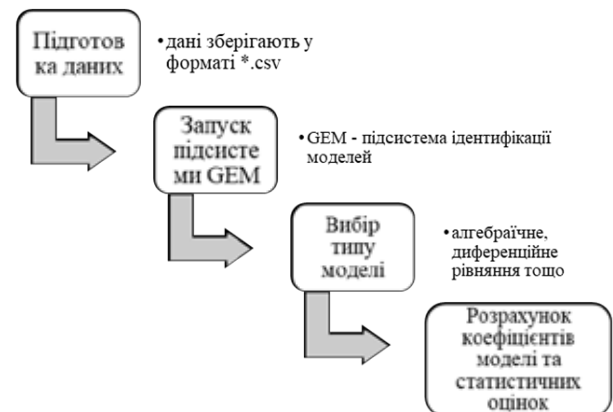 Підготов
ка даних
•дані зберігають у
форматі *.csv
Запуск
підсисте
ми GEM
•GEM - підсистема ідентифікації
моделей
Вибір
типу
моделі
•алгебраїчне,
диференційне
рівняння тощо
Розрахунок
коефіцієнтів
моделі та
статистичних
оцінок